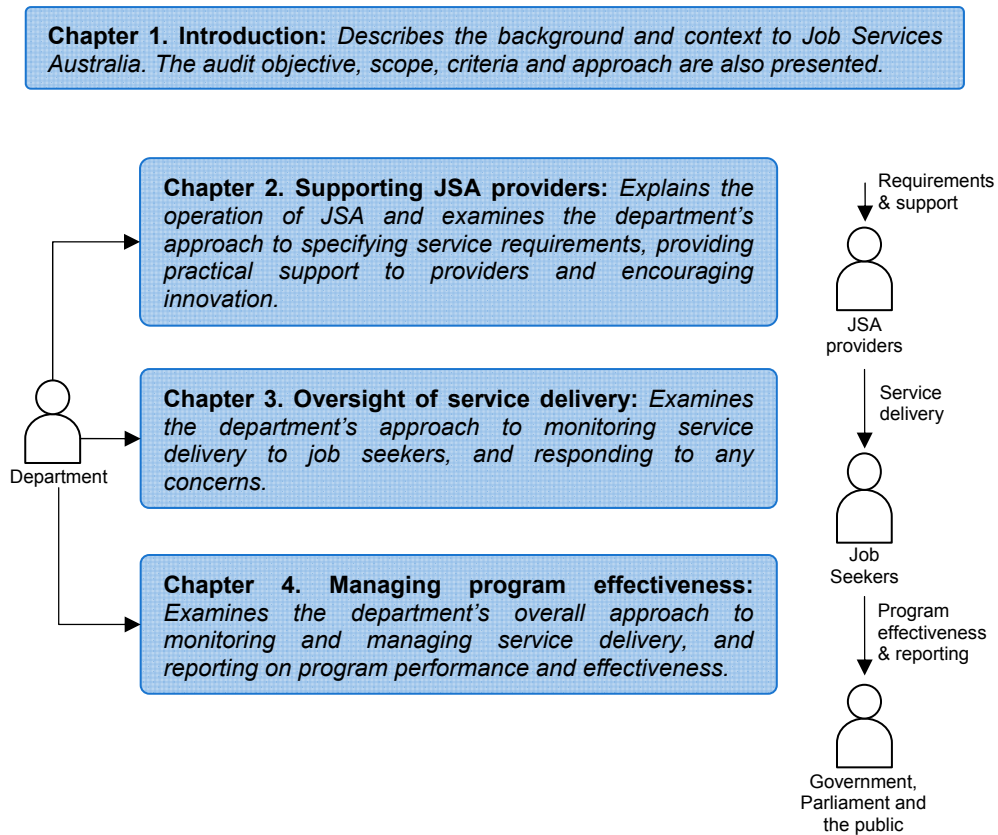 Chapter 1. Introduction: Describes the background and context to Job Services
Australia. The audit objective, scope, criteria and approach are also presented.
Chapter 2. Supporting JSA providers: Explains the
operation of JSA and examines the department's
approach to specifying service requirements, providing
practical support to providers and encouraging
innovation.
Requirements
& support
JSA
providers
Chapter 3. Oversight of service delivery: Examines
the department's approach to monitoring service
delivery to job seekers, and responding to any
concerns.
Service
delivery
Department
Job
Seekers
Chapter 4. Managing program effectiveness:
Examines the department's overall approach to
monitoring and managing service delivery, and
reporting on program performance and effectiveness.
Program
effectiveness
& reporting
Government,
Parliament and
the public